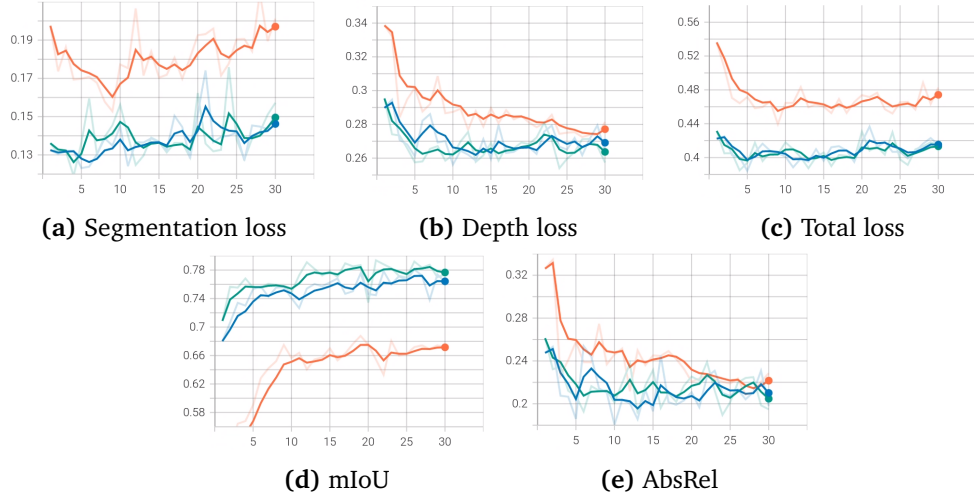 0.19
0.17
0.15
0.13
5 10 15 20 25 30
(a) Segmentation loss
0.34
0.3
0.28
0.26
5 10 15 20 25 30
(b) Depth loss
0.56
0.52
0.48
0.44
0.4
5 10 15 20 25 30
(c) Total loss
0.78
0.74
0.7
0.66
0.62
0.58
5 10 15 20 25 30
(d) mIoU
0.32
0.28
0.24
0.2
5 10 15 20 25 30
(e) AbsRel